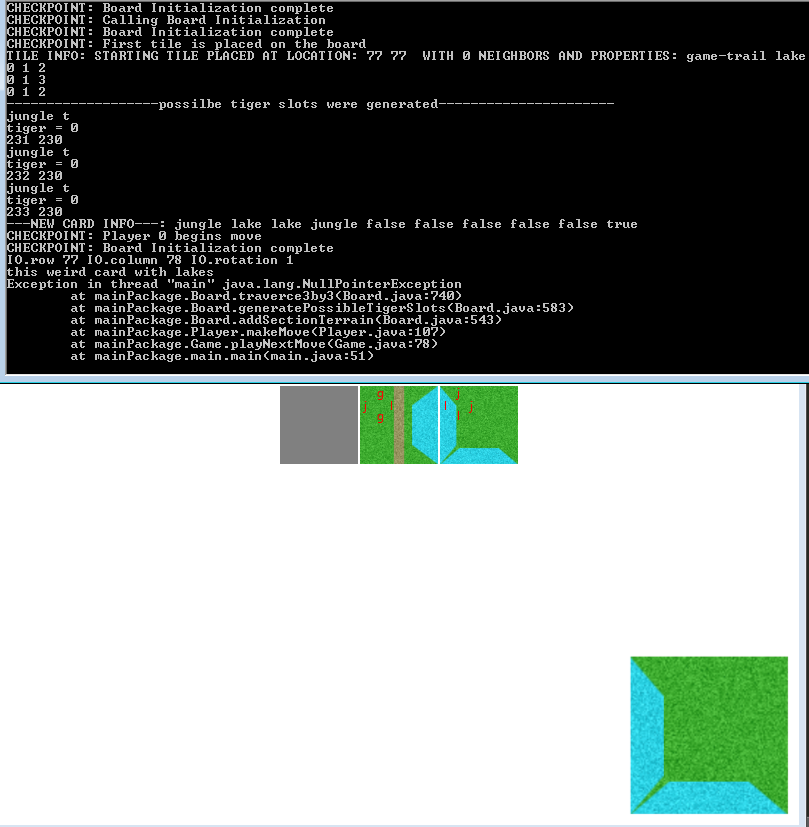 CHECKPOINT: Board Initialization complete
CHECKPOINT: Calling Board Initialization
CHECKPOINT: Board Initialization complete
CHECKPOINT: First tile is placed on the board
TILE INFO: STARTING TILE PLACED AT LOCATION: 77 77  WITH 0 NEIGHBORS AND PROPERTIES: game-trail lake
0 1 2
0 1 3
0 1 2
-------------------possilbe tiger slots were generated----------------------
jungle t
tiger = 0
231 230
jungle t
tiger = 0
232 230
jungle t
tiger = 0
233 230
---NEW CARD INFO---: jungle lake lake jungle false false false false false true
CHECKPOINT: Player 0 begins move
CHECKPOINT: Board Initialization complete
IO.row 77 IO.column 78 IO.rotation 1
this weird card with lakes
Exception in thread "main" java.lang.NullPointerException
        at mainPackage.Board.traverce3by3(Board.java:740)
        at mainPackage.Board.generatePossibleTigerSlots(Board.java:583)
        at mainPackage.Board.addSectionTerrain(Board.java:543)
        at mainPackage.Player.makeMove(Player.java:107)
        at mainPackage.Game.playNextMove(Game.java:78)
        at mainPackage.main.main(main.java:51)
g
g